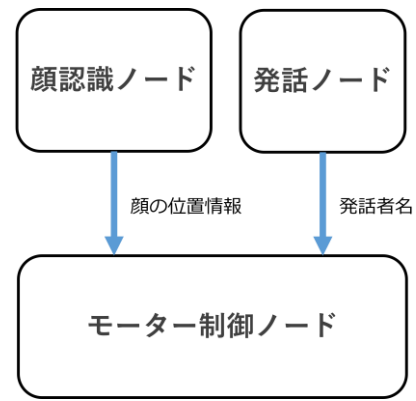 顔認識ノード
発話ノード
顔の位置情報
発話者名
モーター制御ノード